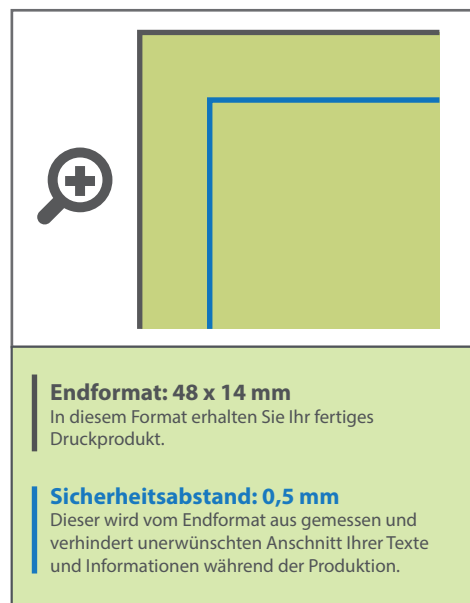 Endformat: 48 x 14 mm
In diesem Format erhalten Sie Ihr fertiges
Druckprodukt.
Sicherheitsabstand: 0,5 mm
Dieser wird vom Endformat aus gemessen und
verhindert unerwünschten Anschnitt Ihrer Texte
und Informationen während der Produktion.